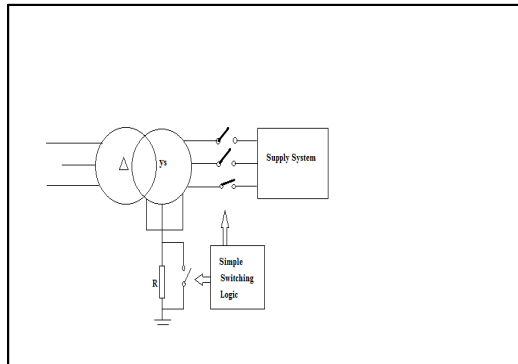 Δ
ys
Supply System
Simple
Switching
Logic
R